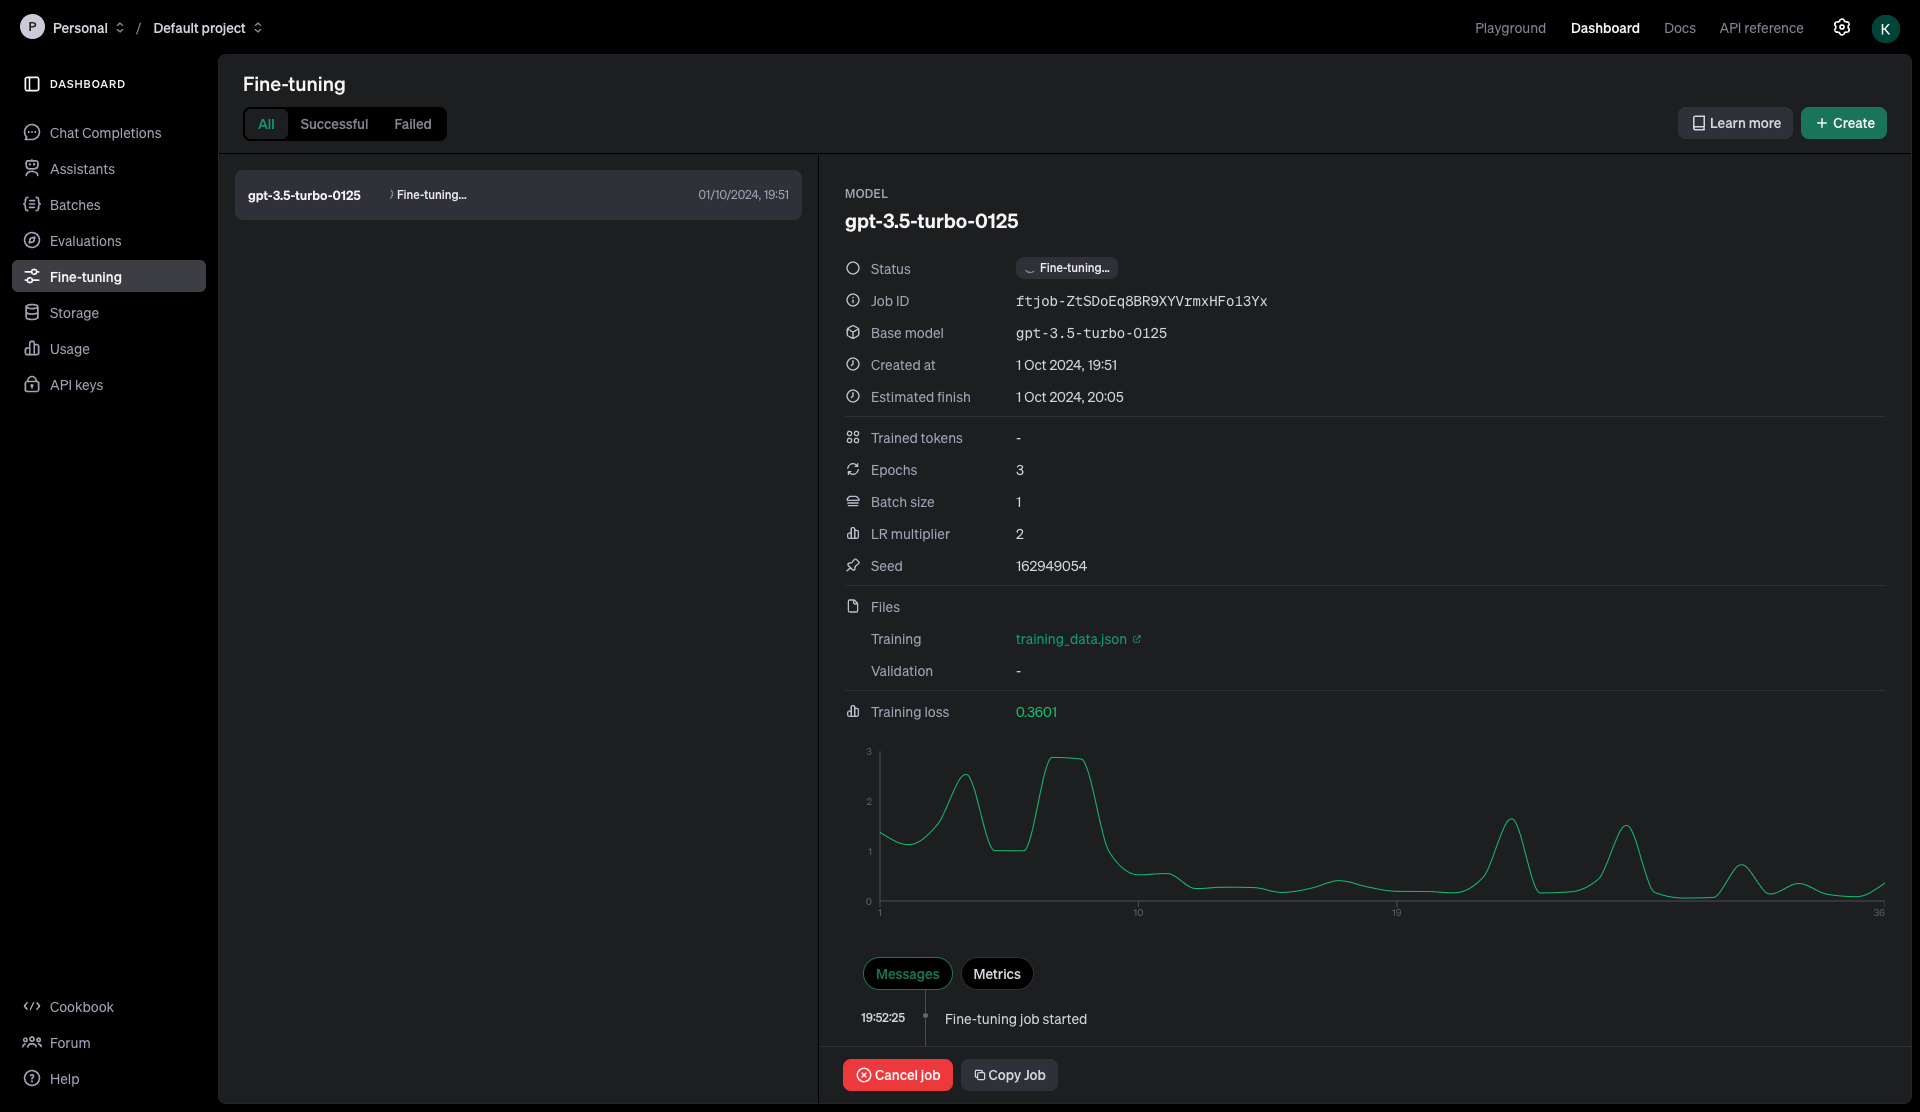 P Personal / Default project
Playground Dashboard Docs API reference K
DASHBOARD
Chat Completions
Assistants
Batches
Evaluations
Fine-tuning
Storage
Usage
API keys
Cookbook
Forum
Help
Fine-tuning
All Successful Failed
Learn more + Create
gpt-3.5-turbo-0125 Fine-tuning... 01/10/2024, 19:51
MODEL
gpt-3.5-turbo-0125
Status Fine-tuning...
Job ID ftjob-ZtSDoEq8BR9XYVrmxHFo13Yx
Base model gpt-3.5-turbo-0125
Created at 1 Oct 2024, 19:51
Estimated finish 1 Oct 2024, 20:05
Trained tokens -
Epochs 3
Batch size 1
LR multiplier 2
Seed 162949054
Files
Training training_data.json
Validation -
Training loss 0.3601
3
2
1
0
1 10 19 36
Messages Metrics
19:52:25 Fine-tuning job started
Cancel job Copy Job